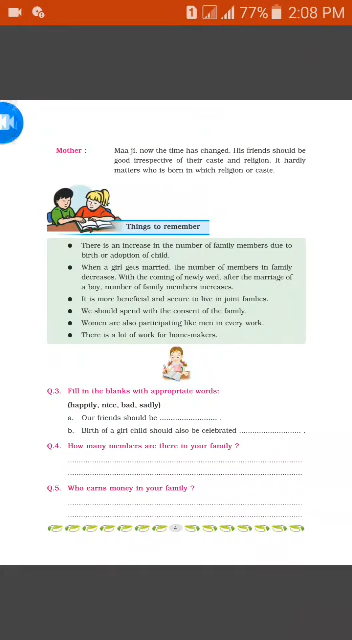 1 77% 2:08 PM
Mother : Maa ji, now the time has changed. His friends should be
good irrespective of their caste and religion. It hardly
matters who is born in which religion or caste.
Things to remember
● There is an increase in the number of family members due to
birth or adoption of child.
● When a girl gets married, the number of members in family
decreases. With the coming of newly wed, after the marriage of
a boy, number of family members increases.
● It is more beneficial and secure to live in joint families.
● We should spend with the consent of the family.
● Women are also participating like men in every work.
● There is a lot of work for home-makers.
Q.3. Fill in the blanks with appropriate words:
(happily, nice, bad, sadly)
a. Our friends should be .......................... .
b. Birth of a girl child should also be celebrated ............................ .
Q.4. How many members are there in your family ?
Q.5. Who earns money in your family ?
4